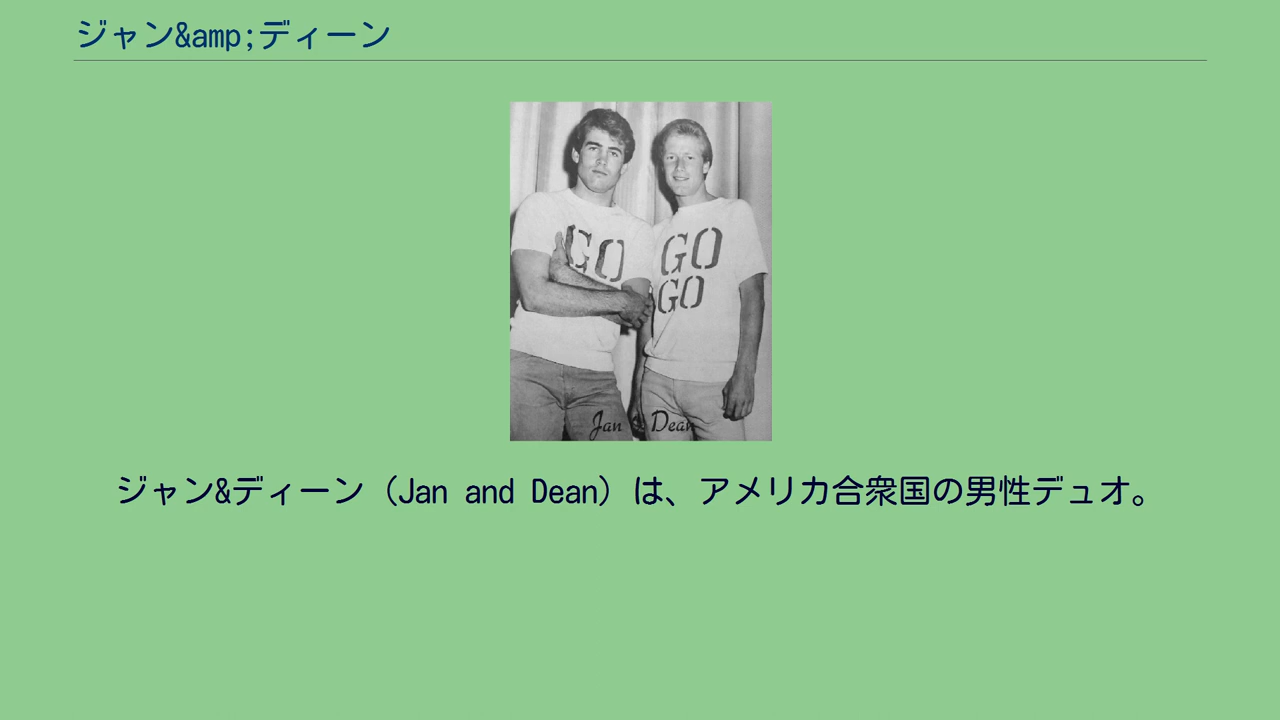 ジャン&amp;ディーン
GO
GO
GO
Jan & Dean
ジャン&ディーン（Jan and Dean）は、アメリカ合衆国の男性デュオ。